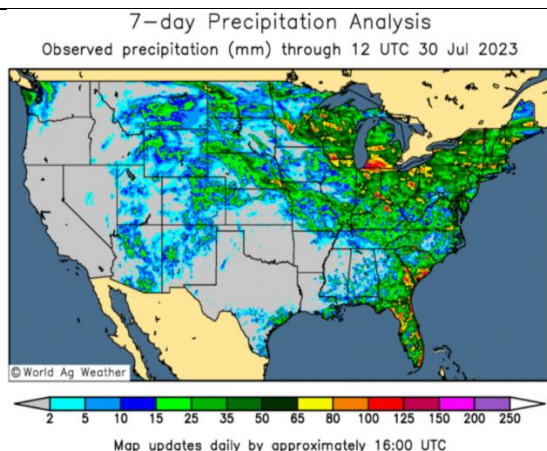 7-day Precipitation Analysis
Observed precipitation (mm) through 12 UTC 30 Jul 2023
©World Ag Weather
2 5 10 15 25 35 50 65 80 100 125 150 200 250
Map updates daily by approximately 16:00 UTC